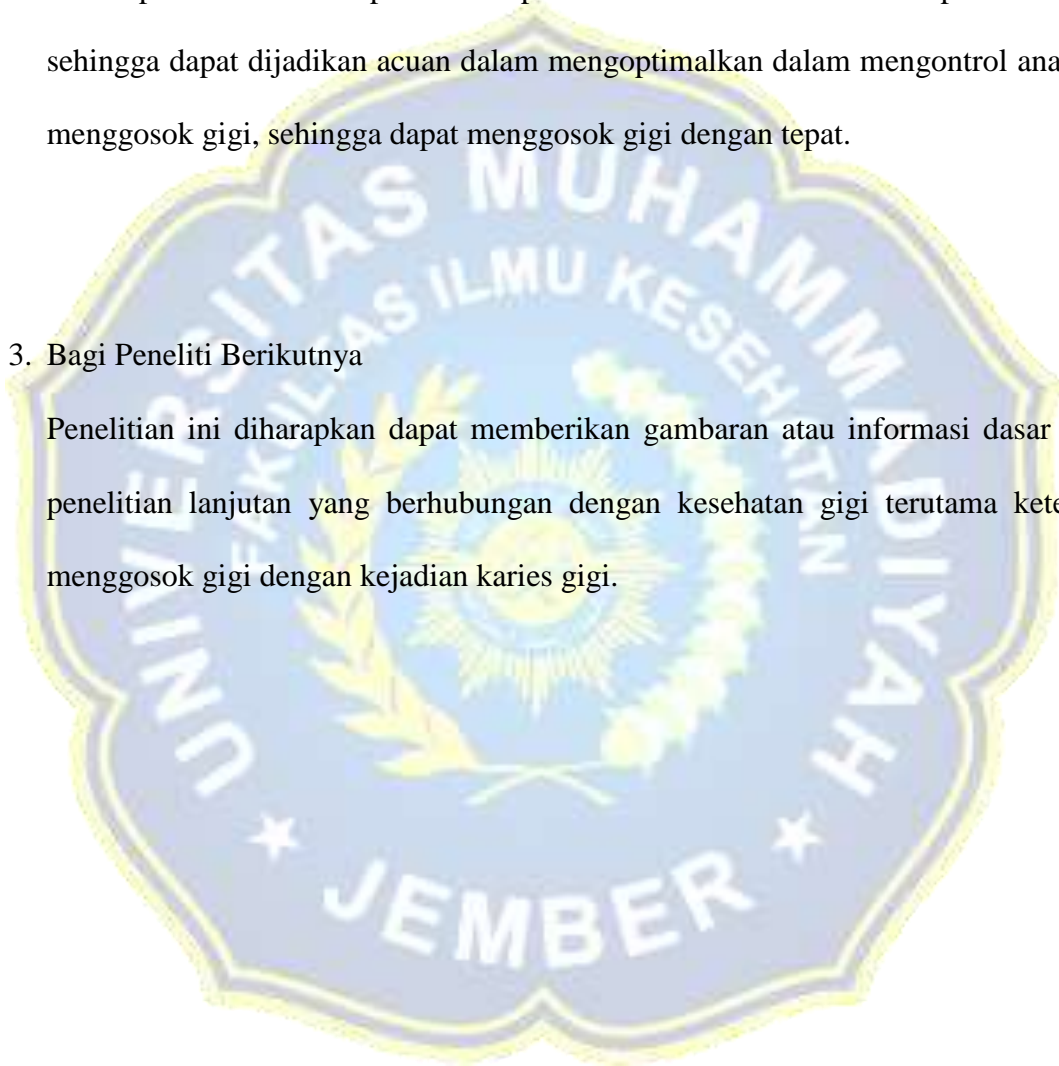 sehingga dapat dijadikan acuan dalam mengoptimalkan dalam mengontrol
menggosok gigi, sehingga dapat menggosok gigi dengan tepat.
3. Bagi Peneliti Berikutnya
Penelitian ini diharapkan dapat memberikan gambaran atau informasi dasar
penelitian lanjutan yang berhubungan dengan kesehatan gigi terutama
menggosok gigi dengan kejadian karies gigi.
UNIVERSITAS MUHAMMADIYAH
FAKULTAS ILMU KESEHATAN
JEMBER